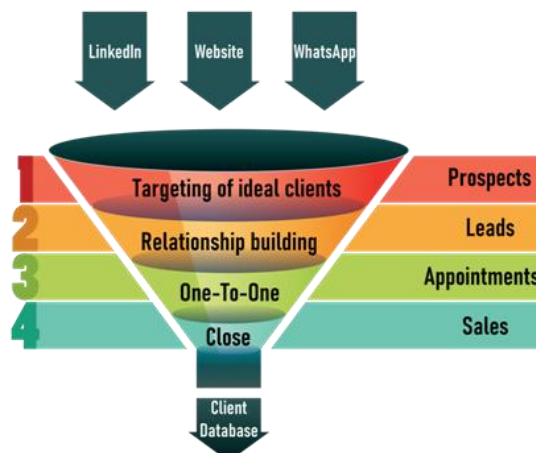 LinkedIn
Website
WhatsApp
1
Targeting of ideal clients
Prospects
2
Relationship building
Leads
3
One-To-One
Appointments
4
Close
Sales
Client
Database